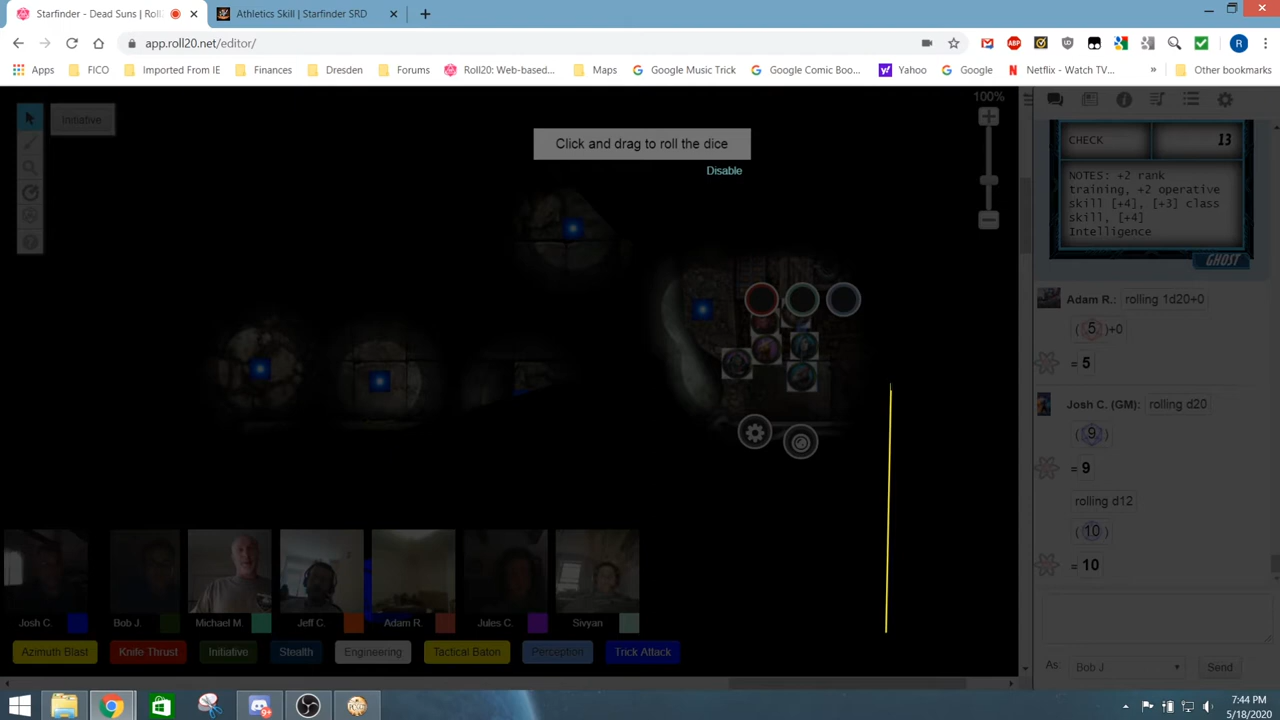 Starfinder - Dead Suns | Roll
Athletics Skill | Starfinder SRD
app.roll20.net/editor/
R
Apps
FICO
Imported From IE
Finances
Dresden
Forums
Roll20: Web-based...
Maps
Google Music Trick
Google Comic Boo...
Yahoo
Google
Netflix - Watch TV...
Other bookmarks
Initiative
100%
Click and drag to roll the dice
Disable
CHECK 13
NOTES: +2 rank
training, +2 operative
skill [+4], [+3] class
skill, [+4]
Intelligence
GHOST
Adam R.: rolling 1d20+0
(5)+0
= 5
Josh C. (GM): rolling d20
(9)
= 9
rolling d12
(10)
= 10
Josh C.
Bob J.
Michael M.
Jeff C.
Adam R.
Jules C.
Sivyan
Azimuth Blast
Knife Thrust
Initiative
Stealth
Engineering
Tactical Baton
Perception
Trick Attack
As: Bob J
Send
7:44 PM
5/18/2020